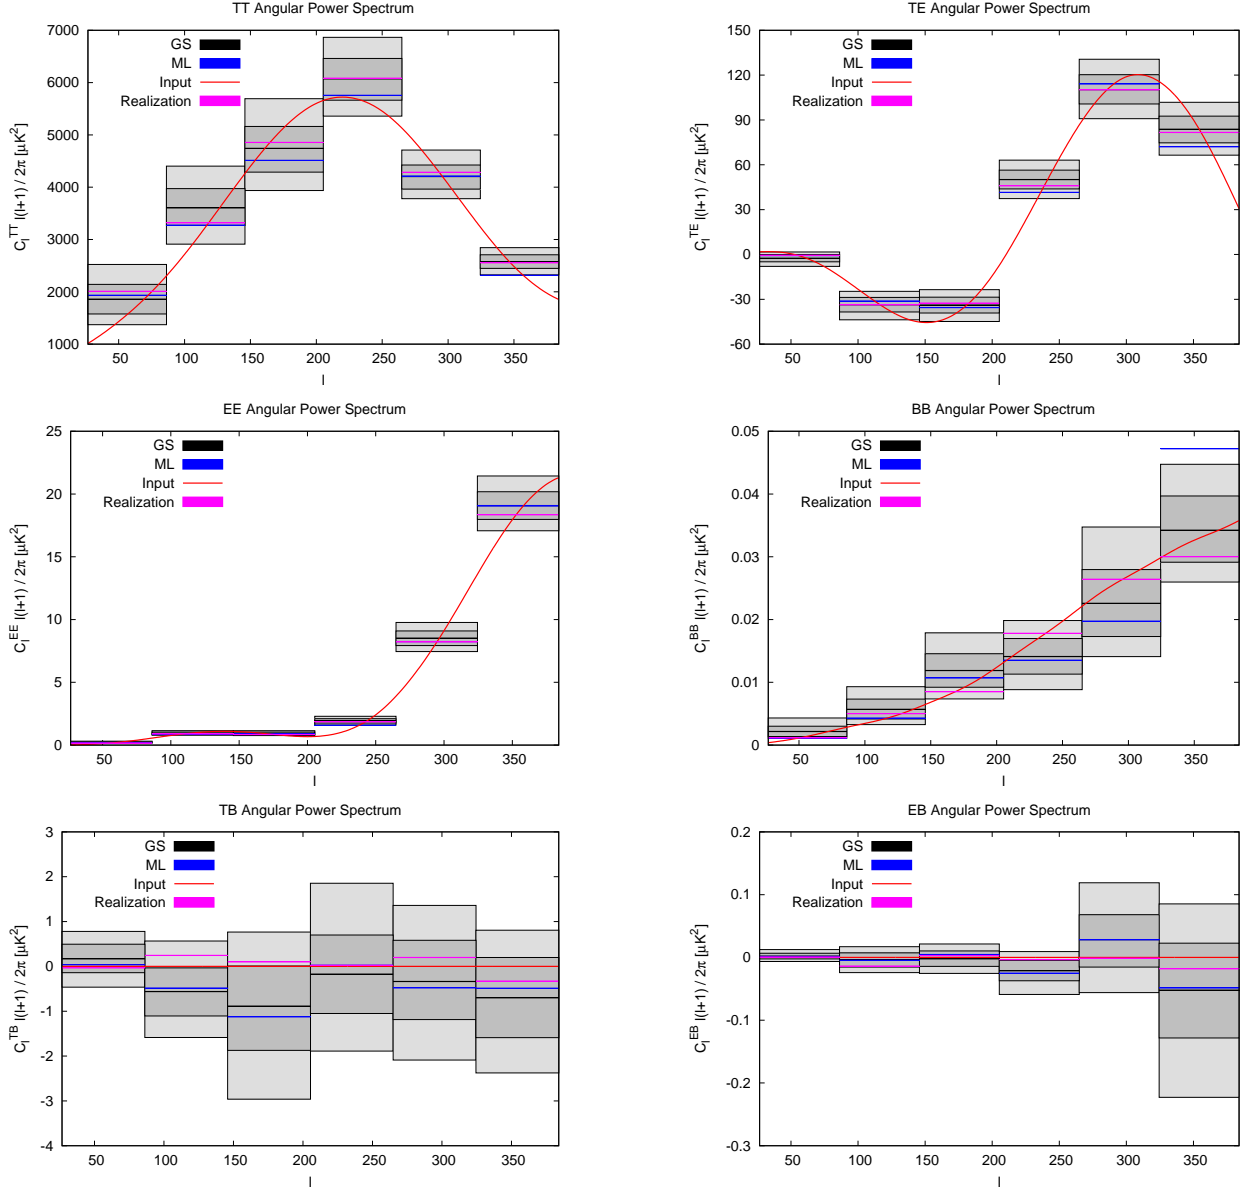 TT Angular Power Spectrum
GS
ML
Input
Realization
C_l^TT l(l+1) / 2π [μK²]
7000
6000
5000
4000
3000
2000
1000
50 100 150 200 250 300 350
l
TE Angular Power Spectrum
GS
ML
Input
Realization
C_l^TE l(l+1) / 2π [μK²]
150
120
90
60
30
0
-30
-60
50 100 150 200 250 300 350
l
EE Angular Power Spectrum
GS
ML
Input
Realization
C_l^EE l(l+1) / 2π [μK²]
25
20
15
10
5
0
50 100 150 200 250 300 350
l
BB Angular Power Spectrum
GS
ML
Input
Realization
C_l^BB l(l+1) / 2π [μK²]
0.05
0.04
0.03
0.02
0.01
0
50 100 150 200 250 300 350
l
TB Angular Power Spectrum
GS
ML
Input
Realization
C_l^TB l(l+1) / 2π [μK²]
3
2
1
0
-1
-2
-3
-4
50 100 150 200 250 300 350
l
EB Angular Power Spectrum
GS
ML
Input
Realization
C_l^EB l(l+1) / 2π [μK²]
0.2
0.1
0
-0.1
-0.2
-0.3
50 100 150 200 250 300 350
l